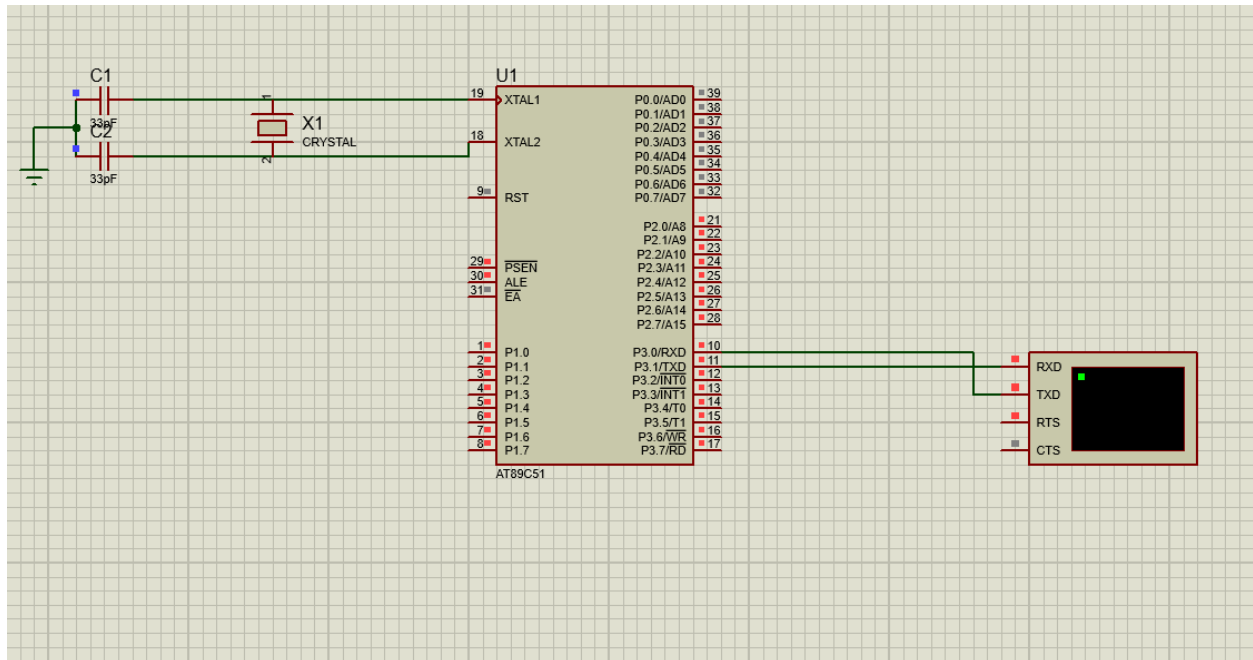 C1
33pF
C2
33pF
1
X1
CRYSTAL
2
U1
19 XTAL1
18 XTAL2
9 RST
29 PSEN
30 ALE
31 EA
1 P1.0
2 P1.1
3 P1.2
4 P1.3
5 P1.4
6 P1.5
7 P1.6
8 P1.7
P0.0/AD0 39
P0.1/AD1 38
P0.2/AD2 37
P0.3/AD3 36
P0.4/AD4 35
P0.5/AD5 34
P0.6/AD6 33
P0.7/AD7 32
P2.0/A8 21
P2.1/A9 22
P2.2/A10 23
P2.3/A11 24
P2.4/A12 25
P2.5/A13 26
P2.6/A14 27
P2.7/A15 28
P3.0/RXD 10
P3.1/TXD 11
P3.2/INT0 12
P3.3/INT1 13
P3.4/T0 14
P3.5/T1 15
P3.6/WR 16
P3.7/RD 17
AT89C51
RXD
TXD
RTS
CTS